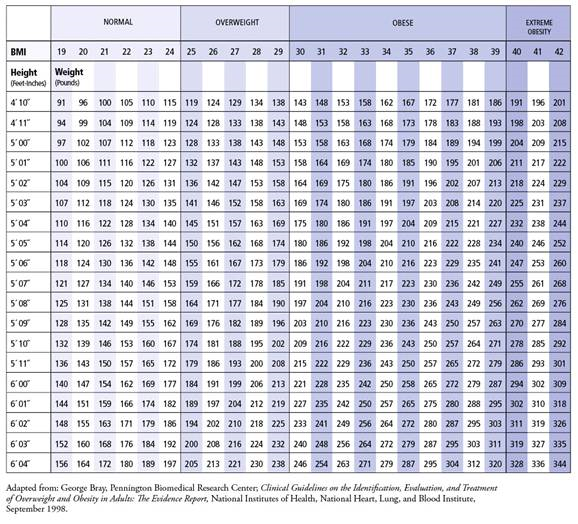 NORMAL OVERWEIGHT OBESE EXTREME OBESITY
BMI 19 20 21 22 23 24 25 26 27 28 29 30 31 32 33 34 35 36 37 38 39 40 41 42
Height Weight
(Feet-Inches) (Pounds)
4´10˝ 91 96 100 105 110 115 119 124 129 134 138 143 148 153 158 162 167 172 177 181 186 191 196 201
4´11˝ 94 99 104 109 114 119 124 128 133 138 143 148 153 158 163 168 173 178 183 188 193 198 203 208
5´00˝ 97 102 107 112 118 123 128 133 138 143 148 153 158 163 168 174 179 184 189 194 199 204 209 215
5´01˝ 100 106 111 116 122 127 132 137 143 148 153 158 164 169 174 180 185 190 195 201 206 211 217 222
5´02˝ 104 109 115 120 126 131 136 142 147 153 158 164 169 175 180 186 191 196 202 207 213 218 224 229
5´03˝ 107 112 118 124 130 135 141 146 152 158 163 169 174 180 186 191 197 203 208 214 220 225 231 237
5´04˝ 110 116 122 128 134 140 145 151 157 163 169 175 180 186 191 197 204 209 215 221 227 232 238 244
5´05˝ 114 120 126 132 138 144 150 156 162 168 174 180 186 192 198 204 210 216 222 228 234 240 246 252
5´06˝ 118 124 130 136 142 148 155 161 167 173 179 186 192 198 204 210 216 223 229 235 241 247 253 260
5´07˝ 121 127 134 140 146 153 159 166 172 178 185 191 198 204 211 217 223 230 236 242 249 255 261 268
5´08˝ 125 131 138 144 151 158 164 171 177 184 190 197 204 210 216 223 230 236 243 249 256 262 269 276
5´09˝ 128 135 142 149 155 162 169 176 182 189 196 203 210 216 223 230 236 243 250 257 263 270 277 284
5´10˝ 132 139 146 153 160 167 174 181 188 195 202 209 216 222 229 236 243 250 257 264 271 278 285 292
5´11˝ 136 143 150 157 165 172 179 186 193 200 208 215 222 229 236 243 250 257 265 272 279 286 293 301
6´00˝ 140 147 154 162 169 177 184 191 199 206 213 221 228 235 242 250 258 265 272 279 287 294 302 309
6´01˝ 144 151 159 166 174 182 189 197 204 212 219 227 235 242 250 257 265 272 280 288 295 302 310 318
6´02˝ 148 155 163 171 179 186 194 202 210 218 225 233 241 249 256 264 272 280 287 295 303 311 319 326
6´03˝ 152 160 168 176 184 192 200 208 216 224 232 240 248 256 264 272 279 287 295 303 311 319 327 335
6´04˝ 156 164 172 180 189 197 205 213 221 230 238 246 254 263 271 279 287 295 304 312 320 328 336 344
Adapted from: George Bray, Pennington Biomedical Research Center; Clinical Guidelines on the Identification, Evaluation, and Treatment
of Overweight and Obesity in Adults: The Evidence Report, National Institutes of Health, National Heart, Lung, and Blood Institute,
September 1998.